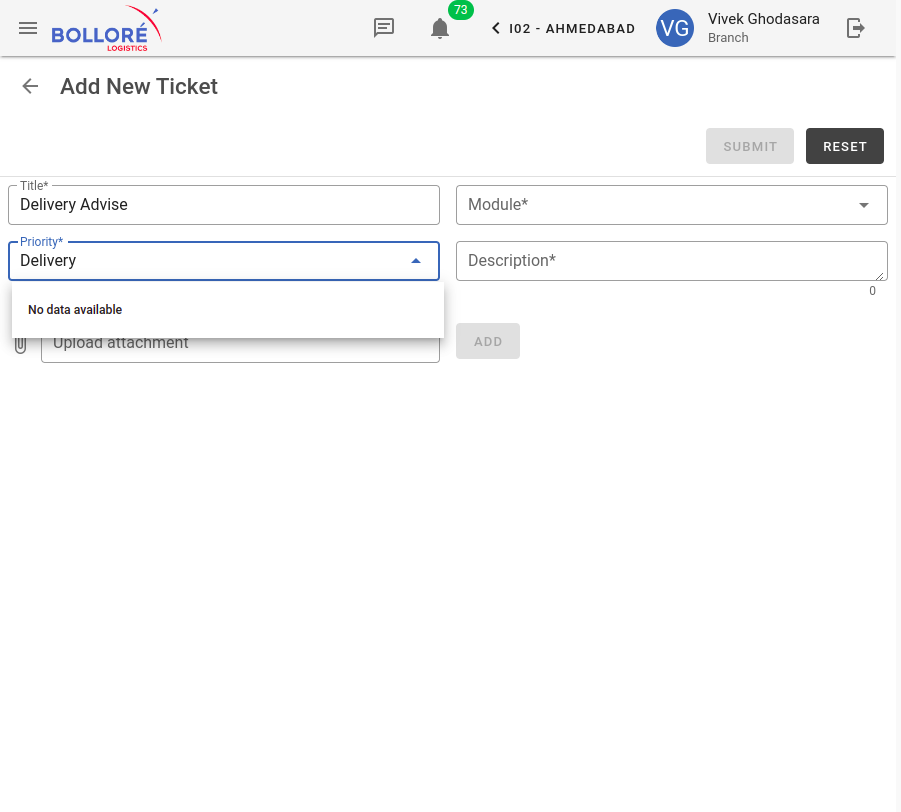 BOLLORÉ
LOGISTICS
73
I02 - AHMEDABAD
VG
Vivek Ghodasara
Branch
Add New Ticket
SUBMIT
RESET
Title*
Delivery Advise
Module*
Priority*
Delivery
Description*
0
No data available
Upload attachment
ADD